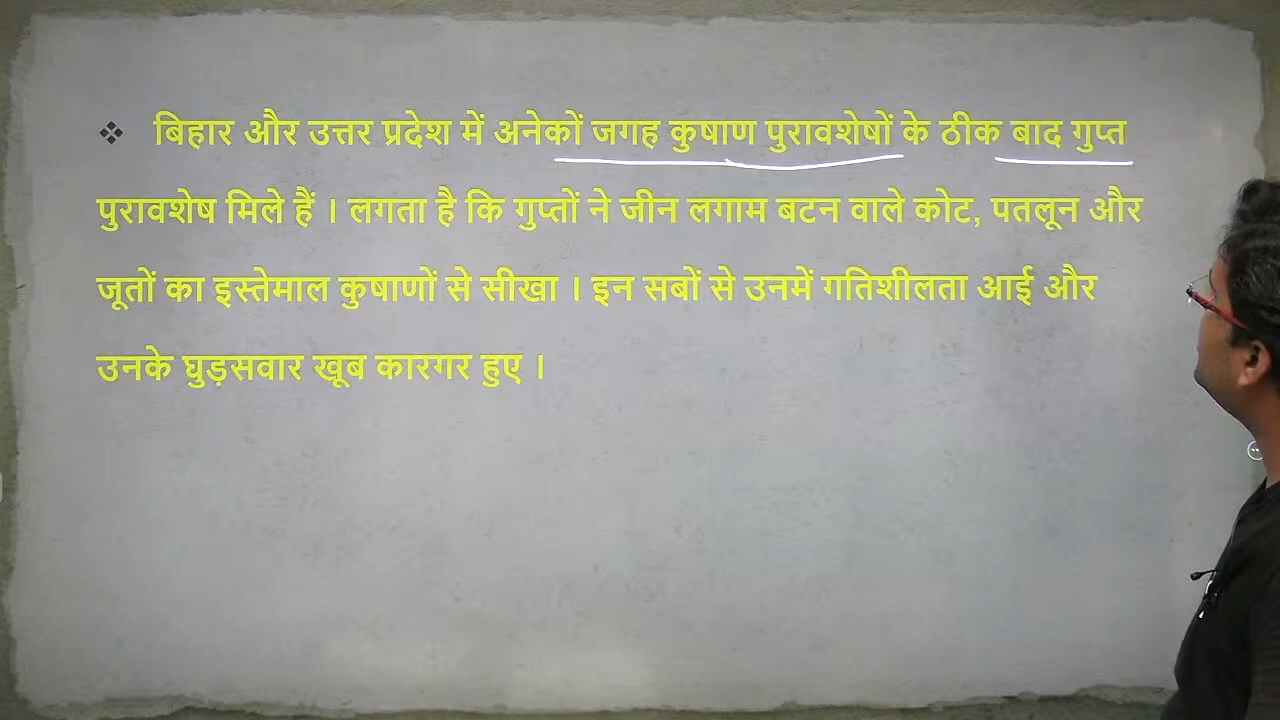 ❖ बिहार और उत्तर प्रदेश में अनेकों जगह कुषाण पुरावशेषों के ठीक बाद गुप्त
पुरावशेष मिले हैं । लगता है कि गुप्तों ने जीन लगाम बटन वाले कोट, पतलून और
जूतों का इस्तेमाल कुषाणों से सीखा । इन सबों से उनमें गतिशीलता आई और
उनके घुड़सवार खूब कारगर हुए ।